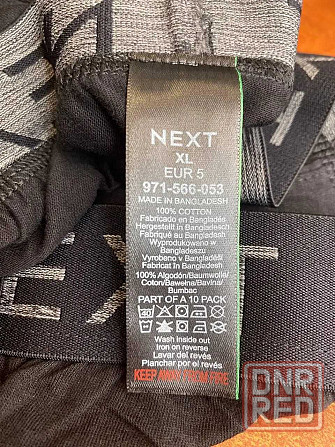 NEXT
XL
EUR 5
971-566-053
MADE IN BANGLADESH
100% COTTON
Fabricado en Bangladés
Hergestellt in Bangladesch
Fabriqué au Bangladesh
Wyprodukowano w
Bangladeszu
Vyrobeno v Bangladéši
Fabricat în Bangladesh
100% Algodón/Baumwolle/
Coton/Bawełna/Bavlna/
Bumbac
PART OF A 10 PACK
40
Wash inside out
Iron on reverse
Lavar del revés
Planchar por el revés
KEEP AWAY FROM FIRE
EXT
DNR
RED